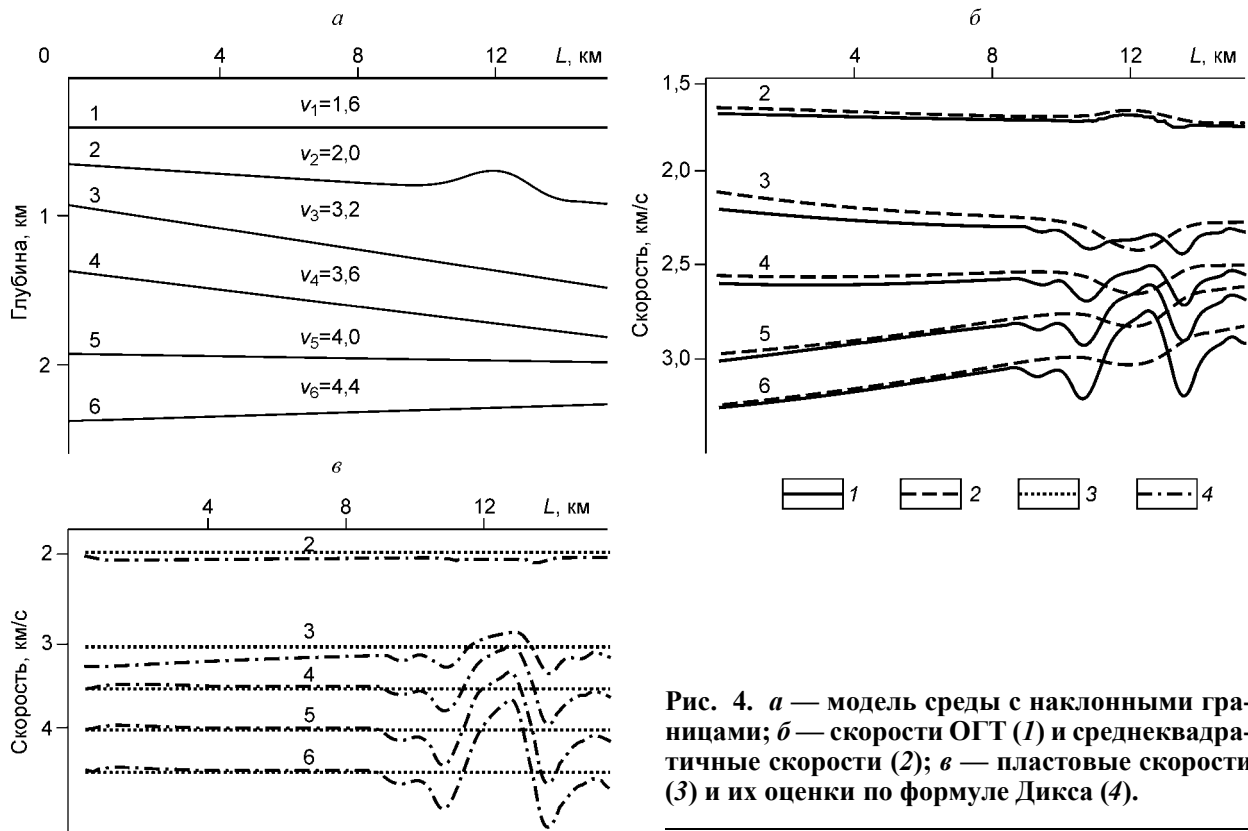 а
0 4 8 12 L, км
Глубина, км
1
2
1 v1=1,6
2 v2=2,0
3 v3=3,2
4 v4=3,6
5 v5=4,0
6 v6=4,4
б
4 8 12 L, км
Скорость, км/с
1,5
2,0
2,5
3,0
2
3
4
5
6
1 2 3 4
в
4 8 12 L, км
Скорость, км/с
2
3
4
2
3
4
5
6
Рис. 4. а — модель среды с наклонными гра-
ницами; б — скорости ОГТ (1) и среднеквадра-
тичные скорости (2); в — пластовые скорости
(3) и их оценки по формуле Дикса (4).